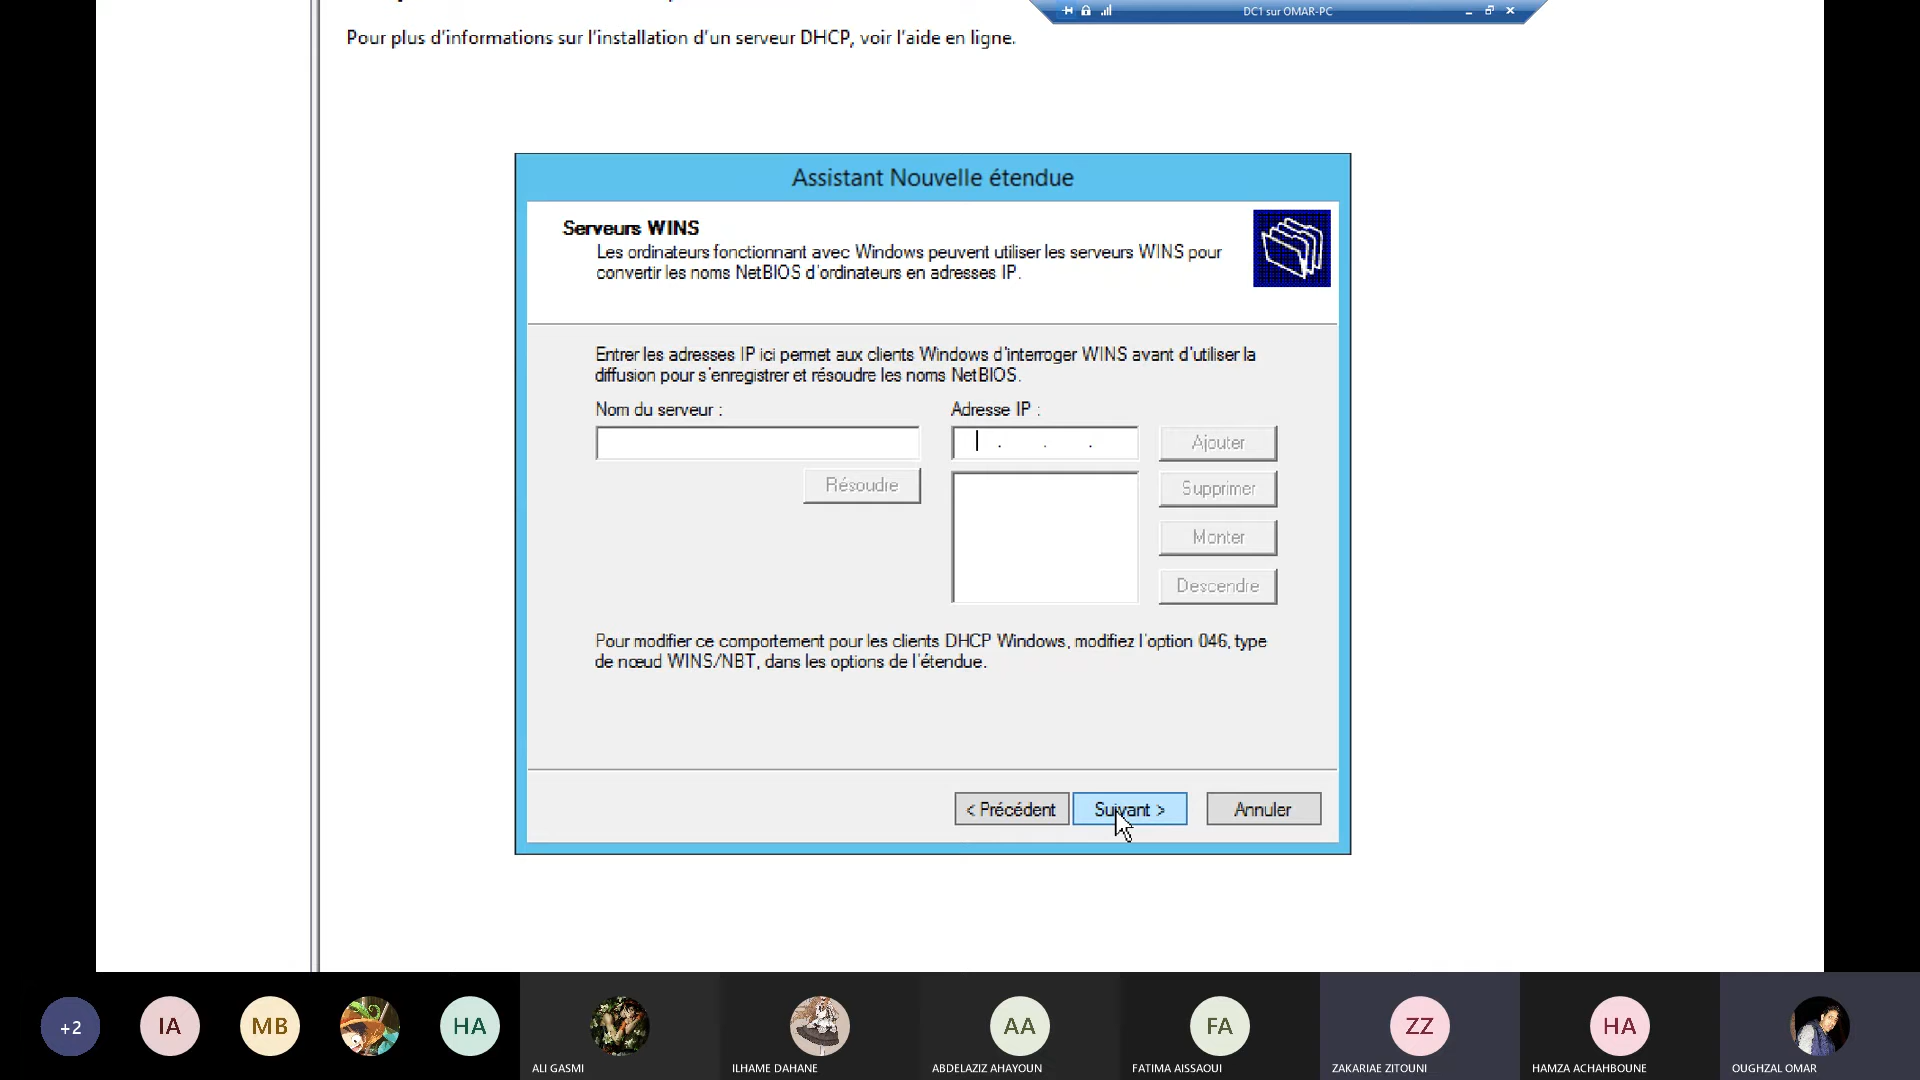 DC1 sur OMAR-PC
Pour plus d'informations sur l'installation d'un serveur DHCP, voir l'aide en ligne.
Assistant Nouvelle étendue
Serveurs WINS
Les ordinateurs fonctionnant avec Windows peuvent utiliser les serveurs WINS pour
convertir les noms NetBIOS d'ordinateurs en adresses IP.
Entrer les adresses IP ici permet aux clients Windows d'interroger WINS avant d'utiliser la
diffusion pour s'enregistrer et résoudre les noms NetBIOS.
Nom du serveur :
Adresse IP :
. . .
Ajouter
Résoudre
Supprimer
Monter
Descendre
Pour modifier ce comportement pour les clients DHCP Windows, modifiez l'option 046, type
de nœud WINS/NBT, dans les options de l'étendue.
< Précédent
Suivant >
Annuler
+2
IA
MB
HA
AA
FA
ZZ
HA
ALI GASMI
ILHAME DAHANE
ABDELAZIZ AHAYOUN
FATIMA AISSAOUI
ZAKARIAE ZITOUNI
HAMZA ACHAHBOUNE
OUGHZAL OMAR